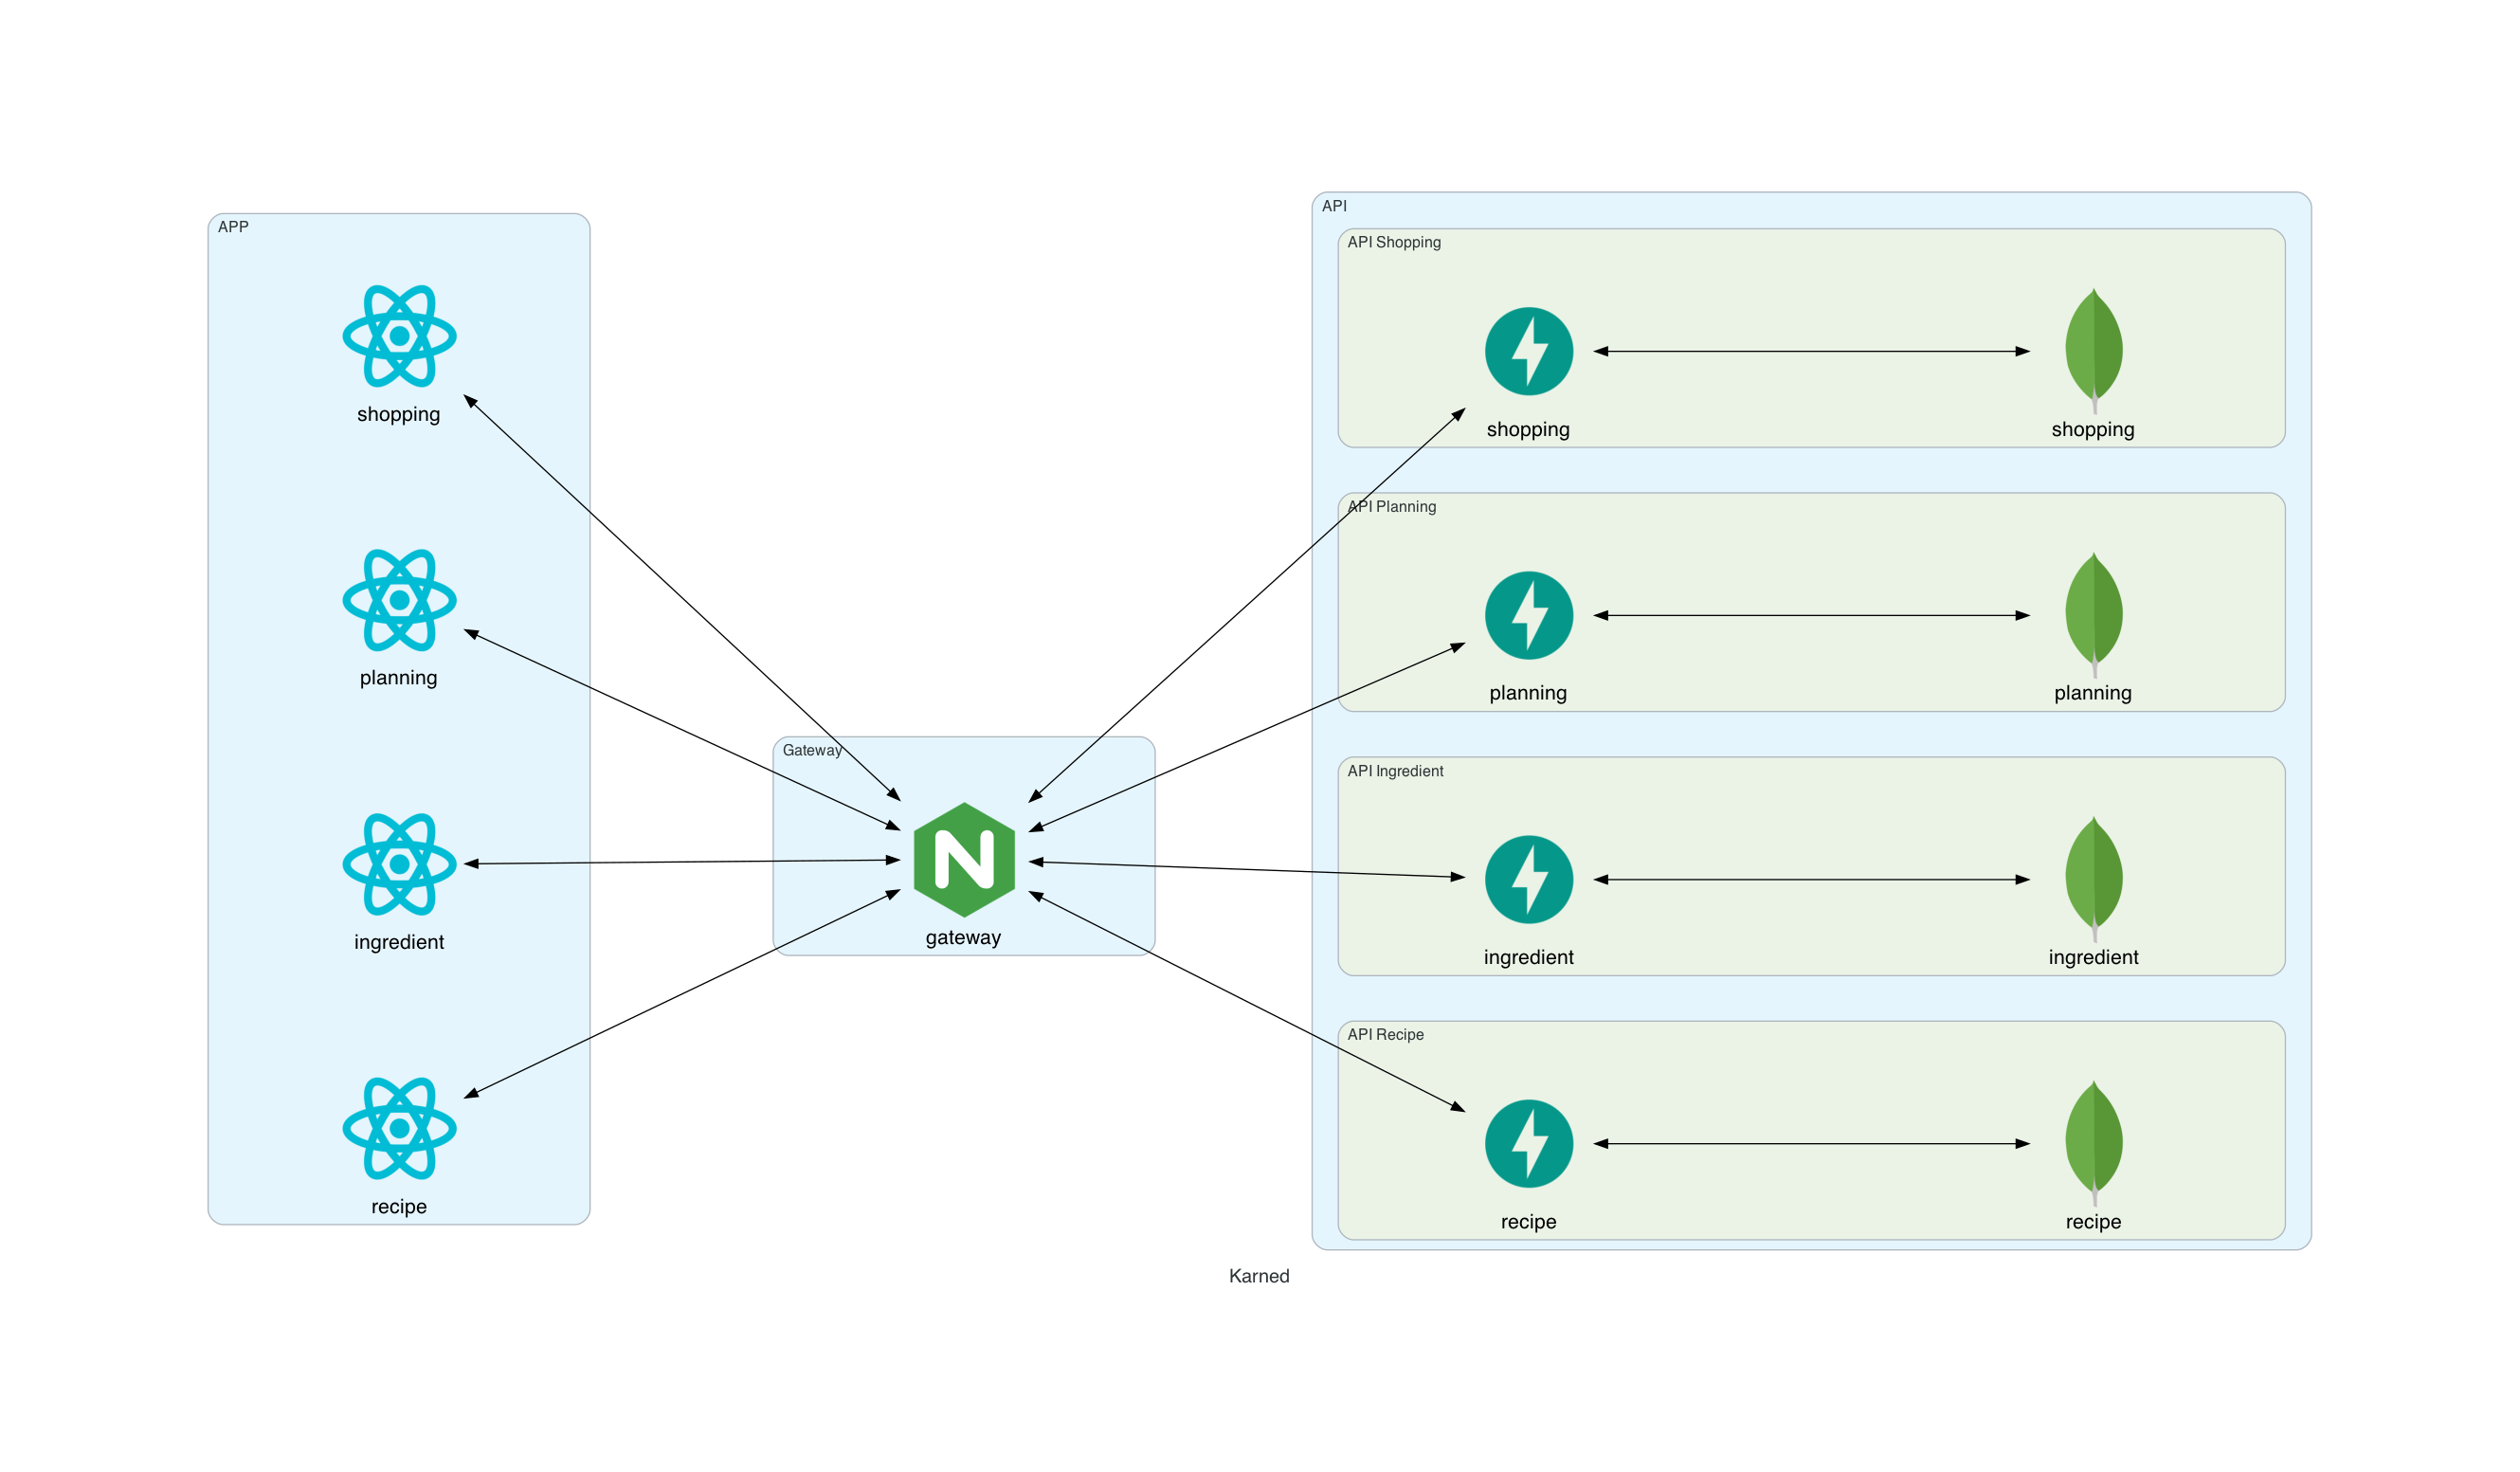 APP
shopping
planning
ingredient
recipe
Gateway
N
gateway
API
API Shopping
shopping
shopping
API Planning
planning
planning
API Ingredient
ingredient
ingredient
API Recipe
recipe
recipe
Karned